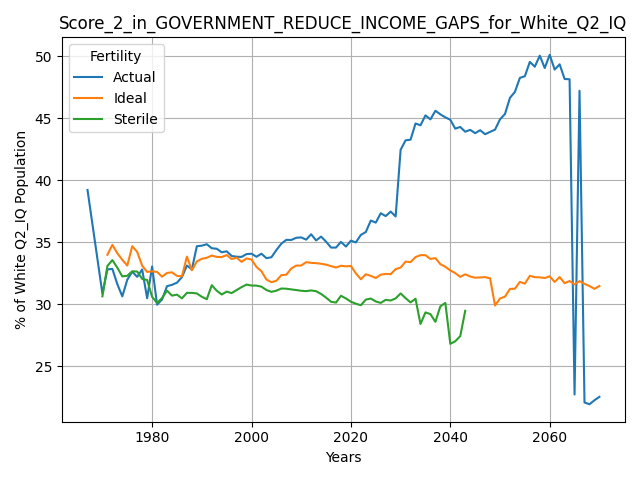 Score_2_in_GOVERNMENT_REDUCE_INCOME_GAPS_for_White_Q2_IQ
Fertility
Actual
Ideal
Sterile
% of White Q2_IQ Population
50
45
40
35
30
25
1980
2000
2020
2040
2060
Years